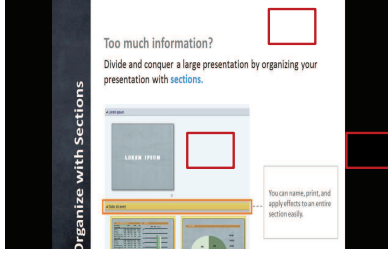 Too much information?
Divide and conquer a large presentation by organizing your
presentation with sections.
Organize with Sections
LOREM IPSUM
You can name, print, and
apply effects to an entire
section easily.